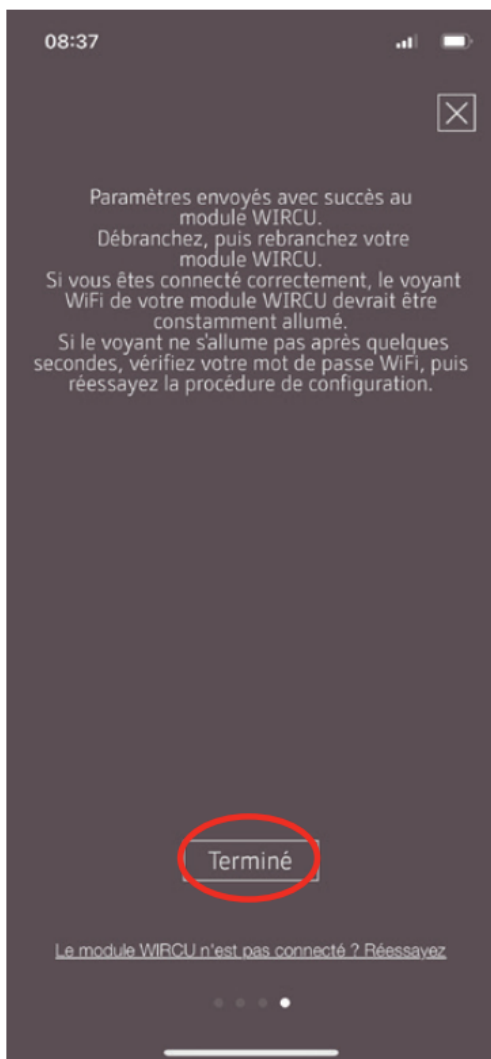 08:37
Paramètres envoyés avec succès au
module WIRCU.
Débranchez, puis rebranchez votre
module WIRCU.
Si vous êtes connecté correctement, le voyant
WiFi de votre module WIRCU devrait être
constamment allumé.
Si le voyant ne s'allume pas après quelques
secondes, vérifiez votre mot de passe WiFi, puis
réessayez la procédure de configuration.
Terminé
Le module WIRCU n'est pas connecté ? Réessayez